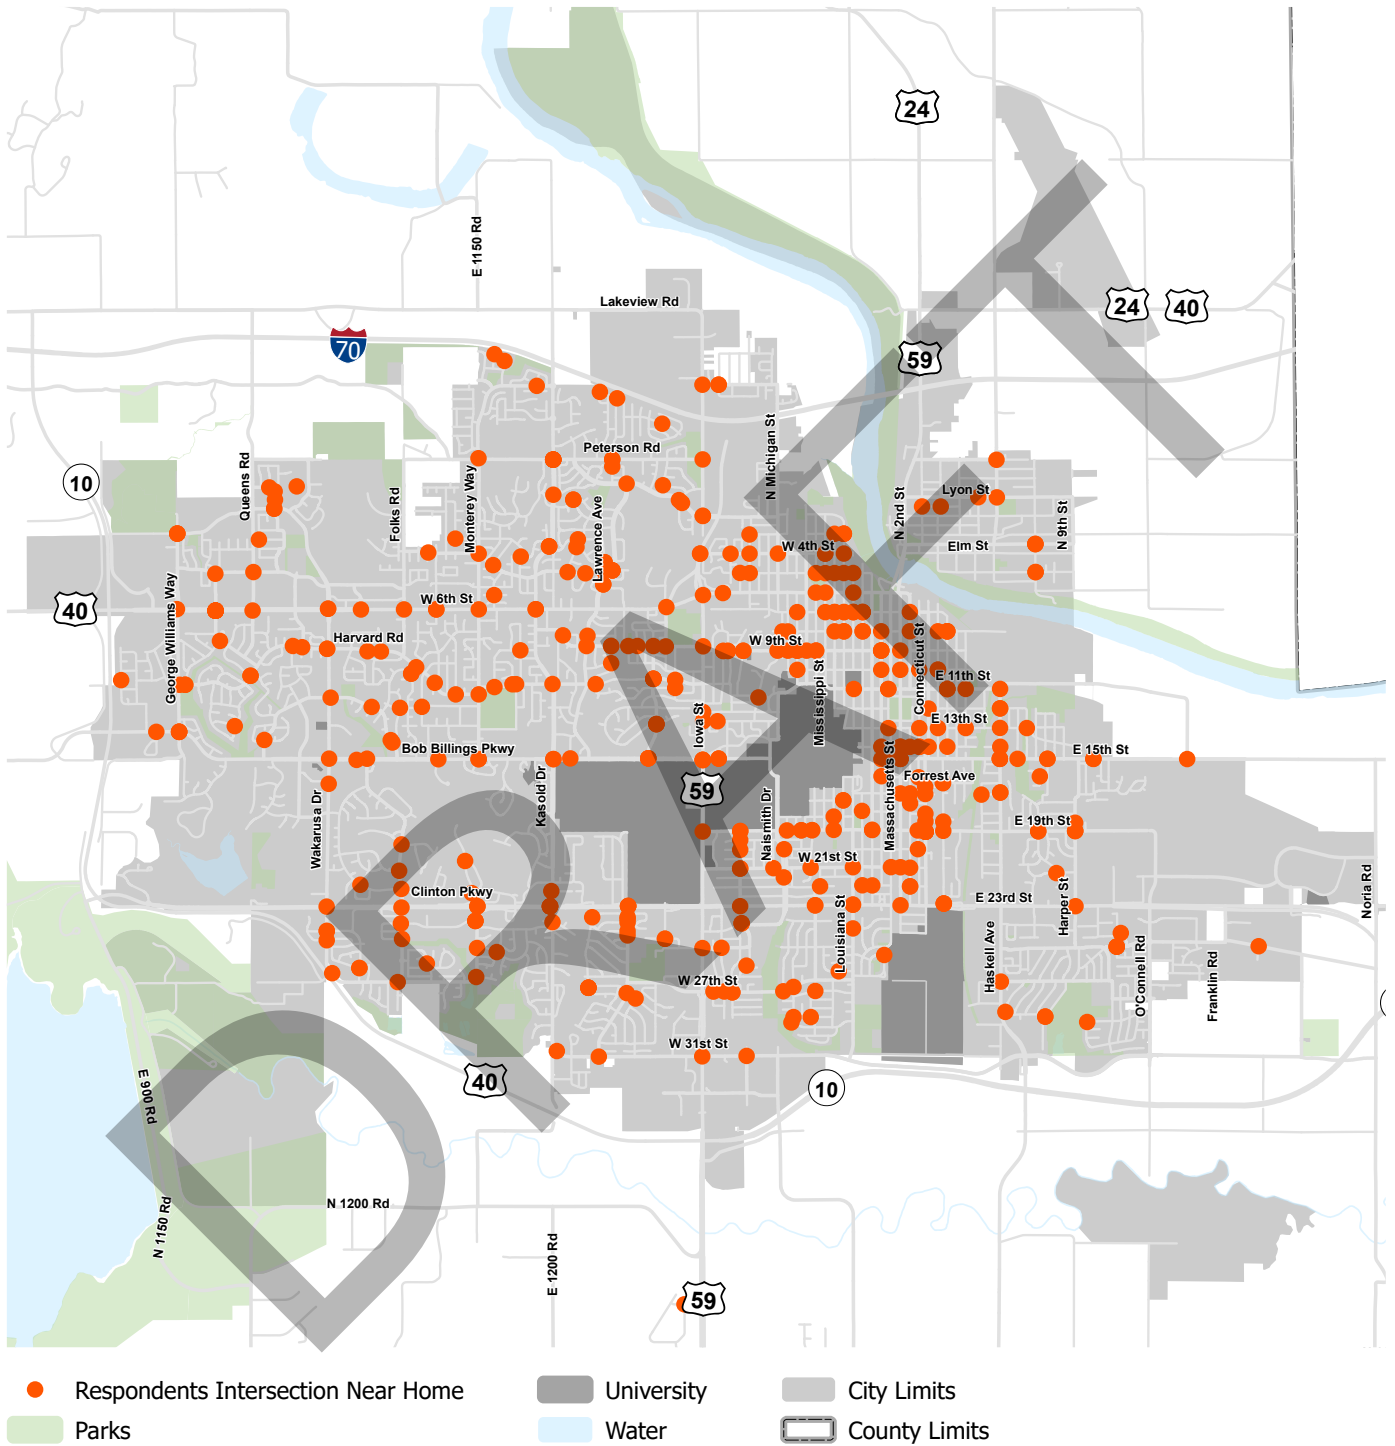 24
E 1150 Rd
Lakeview Rd
24
40
70
59
N Michigan St
Peterson Rd
Queens Rd
Monterey Way
10
Folks Rd
Lawrence Ave
N 2nd St
Lyon St
N 9th St
W 4th St
Elm St
George Williams Way
40
W 6th St
Harvard Rd
W 9th St
Mississippi St
Connecticut St
E 11th St
Iowa St
E 13th St
Bob Billings Pkwy
E 15th St
Kasold Dr
Massachusetts St
Forrest Ave
59
Wakarusa Dr
Naismith Dr
E 19th St
W 21st St
Clinton Pkwy
E 23rd St
Harper St
Noria Rd
Louisiana St
Haskell Ave
O'Connell Rd
Franklin Rd
W 27th St
W 31st St
40
10
E 900 Rd
N 1200 Rd
N 1150 Rd
E 1200 Rd
59
DRAFT
Respondents Intersection Near Home
University
City Limits
Parks
Water
County Limits